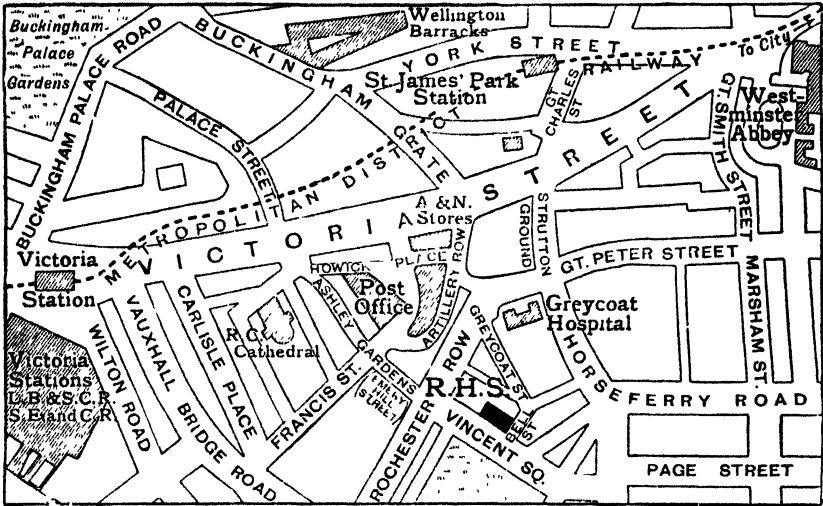 Buckingham-
Palace
Gardens
BUCKINGHAM PALACE ROAD
BUCKINGHAM GATE
Wellington
Barracks
YORK STREET
To City
St James' Park
Station
RAILWAY
GT. CHARLES ST
PALACE STREET
GT. SMITH STREET
West-
minster
Abbey
METROPOLITAN DISTRICT
VICTORIA STREET
A & N.
Stores
STRUTTON
GROUND
Victoria
Station
HOWICK PLACE
Post
Office
ARTILLERY ROW
GT. PETER STREET
MARSHAM ST.
CARLISLE PLACE
ASHLEY GARDENS
R.C.
Cathedral
Greycoat
Hospital
GREYCOAT ST
Victoria
Stations
L.B & S.C.R.
S.E and C.R.
WILTON ROAD
VAUXHALL BRIDGE ROAD
FRANCIS ST.
EMERY
HILL
STREET
ROCHESTER ROW
R.H.S.
BELL ST
VINCENT SQ.
HORSEFERRY ROAD
PAGE STREET